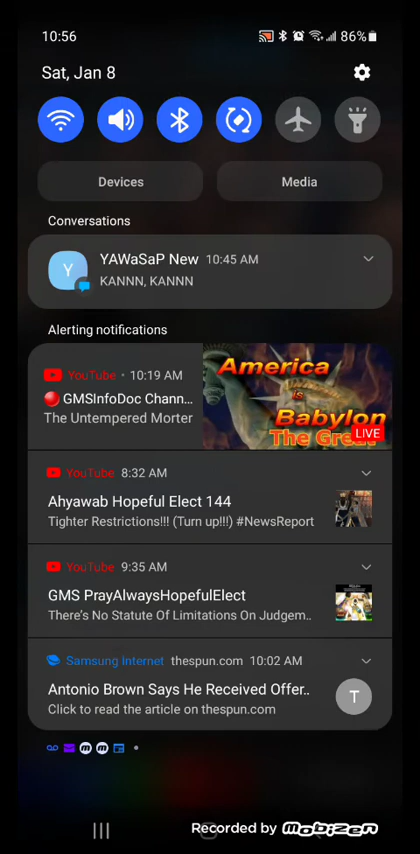 10:56
86%
Sat, Jan 8
Devices
Media
Conversations
Y
YAWaSaP New 10:45 AM
KANNN, KANNN
Alerting notifications
YouTube • 10:19 AM
GMSInfoDoc Chann...
The Untempered Morter
America
is
Babylon
The Great
LIVE
YouTube 8:32 AM
Ahyawab Hopeful Elect 144
Tighter Restrictions!!! (Turn up!!!) #NewsReport
YouTube 9:35 AM
GMS PrayAlwaysHopefulElect
There's No Statute Of Limitations On Judgem..
Samsung Internet thespun.com 10:02 AM
Antonio Brown Says He Received Offer..
Click to read the article on thespun.com
T
Recorded by Mobizen